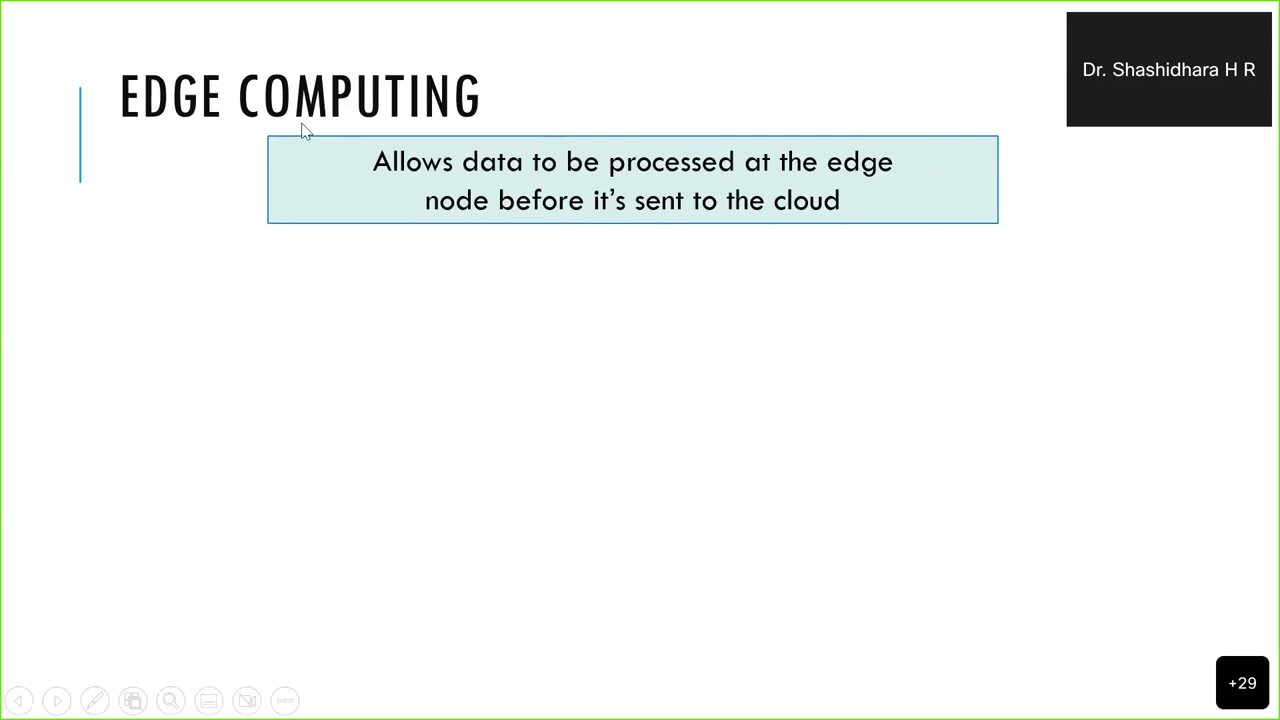 Dr. Shashidhara H R
EDGE COMPUTING
Allows data to be processed at the edge
node before it's sent to the cloud
+29